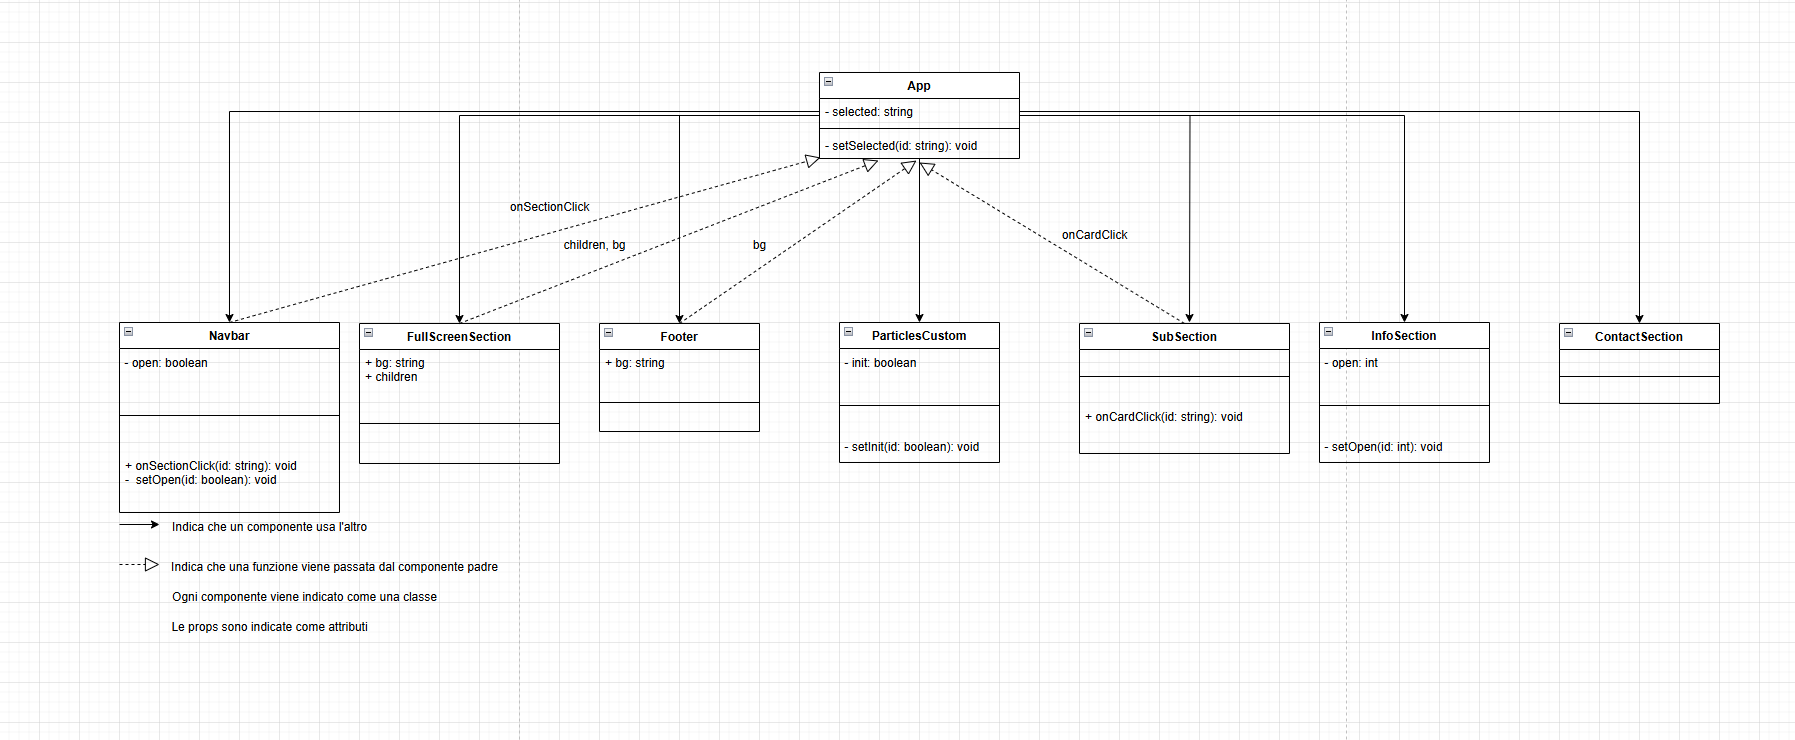 App
- selected: string
- setSelected(id: string): void
onSectionClick
children, bg
bg
onCardClick
Navbar
- open: boolean
+ onSectionClick(id: string): void
- setOpen(id: boolean): void
FullScreenSection
+ bg: string
+ children
Footer
+ bg: string
ParticlesCustom
- init: boolean
- setInit(id: boolean): void
SubSection
+ onCardClick(id: string): void
InfoSection
- open: int
- setOpen(id: int): void
ContactSection
Indica che un componente usa l'altro
Indica che una funzione viene passata dal componente padre
Ogni componente viene indicato come una classe
Le props sono indicate come attributi